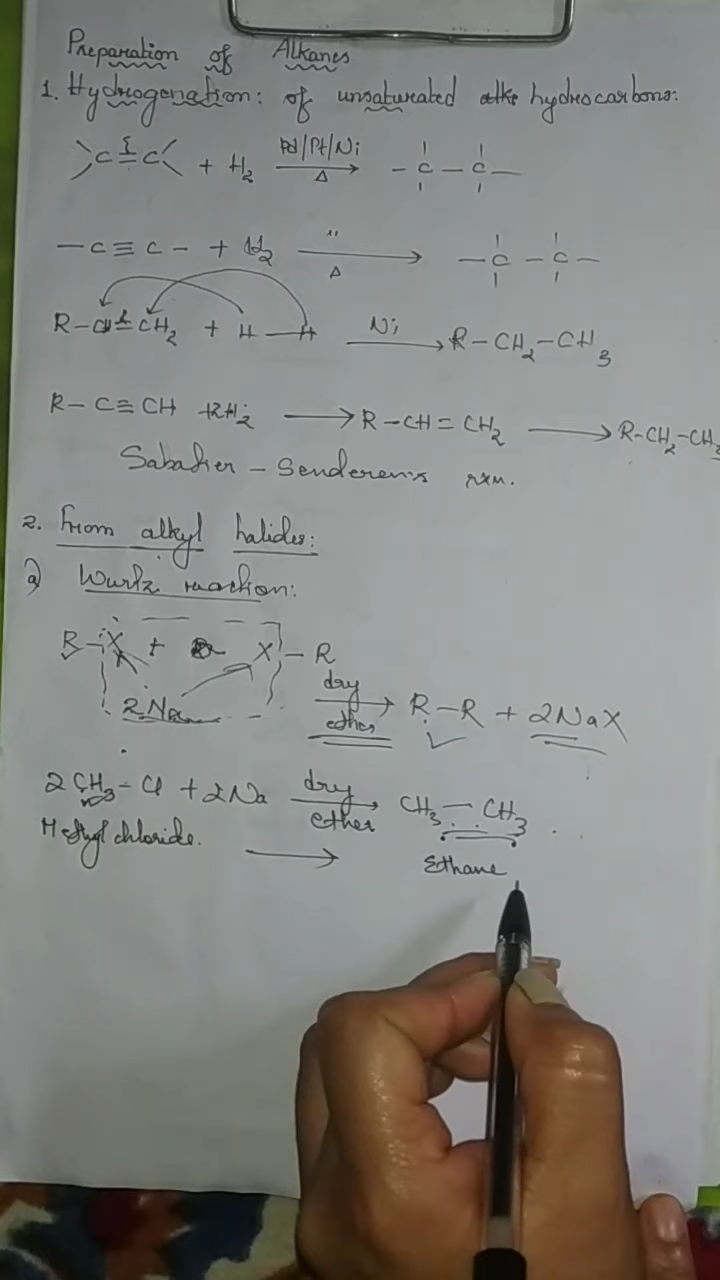 Preparation of Alkanes
1. Hydrogenation: of unsaturated hydrocarbons:
>C=C< + H₂ Pd/Pt/Ni Δ → -C-C-
-C≡C- + H₂ " Δ → -C-C-
R-CH=CH₂ + H-H Ni → R-CH₂-CH₃
R-C≡CH +2H₂ → R-CH=CH₂ → R-CH₂-CH₃
Sabatier - Senderen's rxn.
2. From alkyl halides:
a) Wurtz reaction:
R-X + X-R dry ether → R-R + 2NaX
2Na
2CH₃-Cl + 2Na dry ether → CH₃-CH₃
Methyl chloride. → Ethane